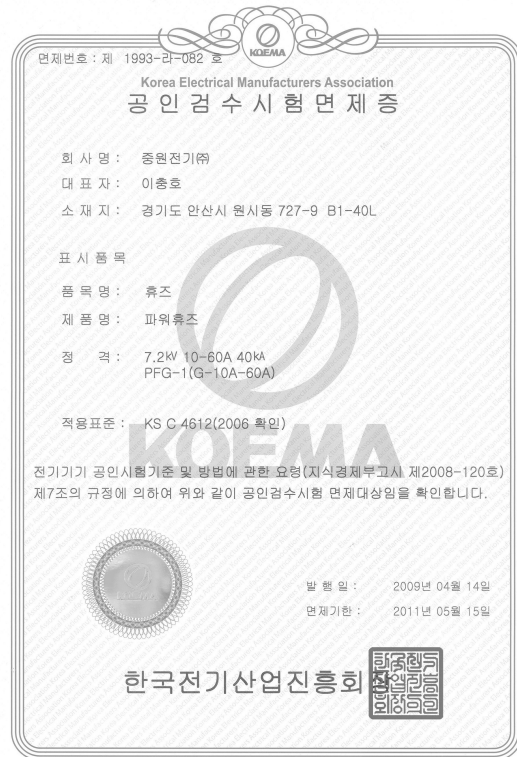 KOEMA
면제번호 : 제 1993-라-082 호
Korea Electrical Manufacturers Association
공인검수시험면제증
회 사 명 : 중원전기㈜
대 표 자 : 이충호
소 재 지 : 경기도 안산시 원시동 727-9 B1-40L
표 시 품 목
품 목 명 : 휴즈
제 품 명 : 파워휴즈
정 격 : 7.2kV 10-60A 40kA
PFG-1(G-10A-60A)
적용표준 : KS C 4612(2006 확인)
KOEMA
전기기기 공인시험기준 및 방법에 관한 요령(지식경제부고시 제2008-120호)
제7조의 규정에 의하여 위와 같이 공인검수시험 면제대상임을 확인합니다.
KOEMA
발 행 일 : 2009년 04월 14일
면제기한 : 2011년 05월 15일
한국전기산업진흥회장